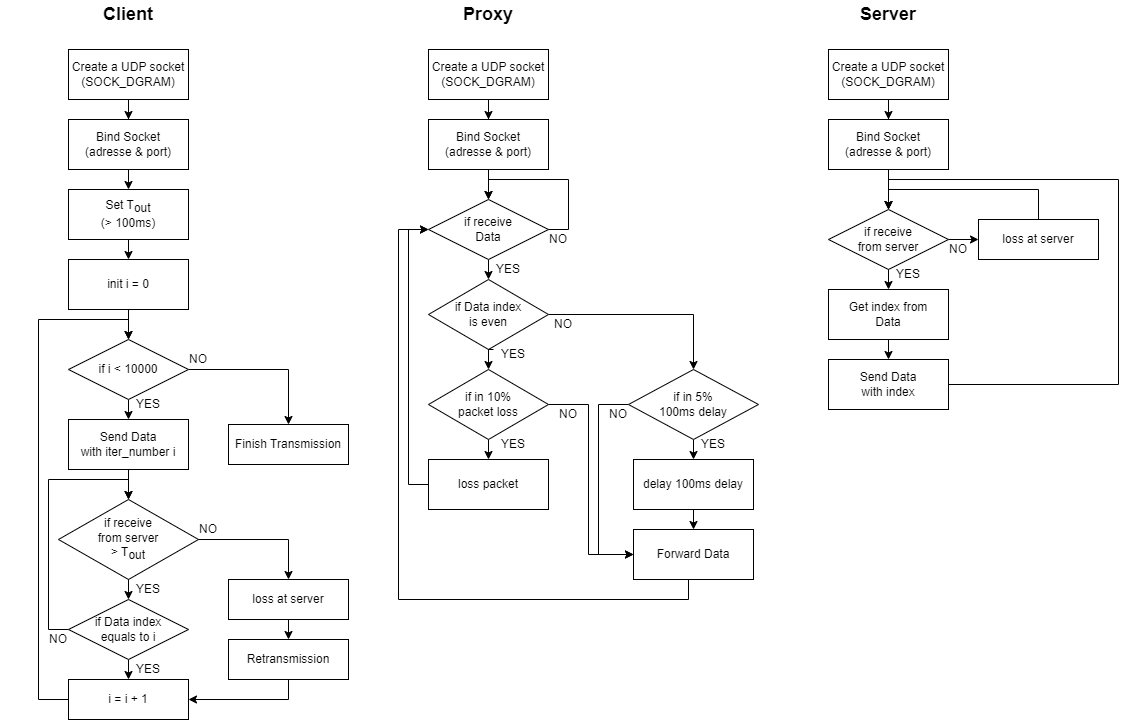 Client
Create a UDP socket
(SOCK_DGRAM)
Bind Socket
(adresse & port)
Set Tout
(> 100ms)
init i = 0
if i < 10000
NO
YES
Send Data
with iter_number i
Finish Transmission
if receive
from server
> Tout
NO
YES
loss at server
if Data index
equals to i
NO
YES
Retransmission
i = i + 1
Proxy
Create a UDP socket
(SOCK_DGRAM)
Bind Socket
(adresse & port)
if receive
Data
NO
YES
if Data index
is even
NO
YES
if in 10%
packet loss
NO
YES
loss packet
if in 5%
100ms delay
NO
YES
delay 100ms delay
Forward Data
Server
Create a UDP socket
(SOCK_DGRAM)
Bind Socket
(adresse & port)
if receive
from server
NO
loss at server
YES
Get index from
Data
Send Data
with index